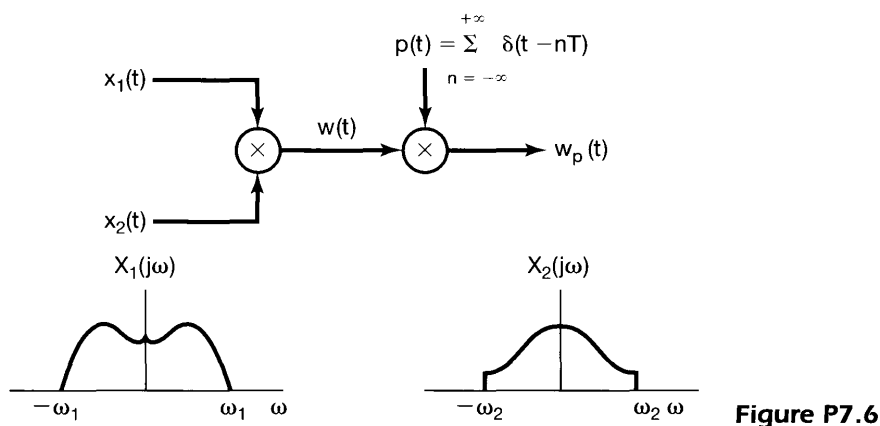 p(t) = Σ δ(t − nT)
+∞
n = −∞
x₁(t)
w(t)
×
×
wₚ(t)
x₂(t)
X₁(jω)
X₂(jω)
−ω₁ ω₁ ω
−ω₂ ω₂ ω
Figure P7.6